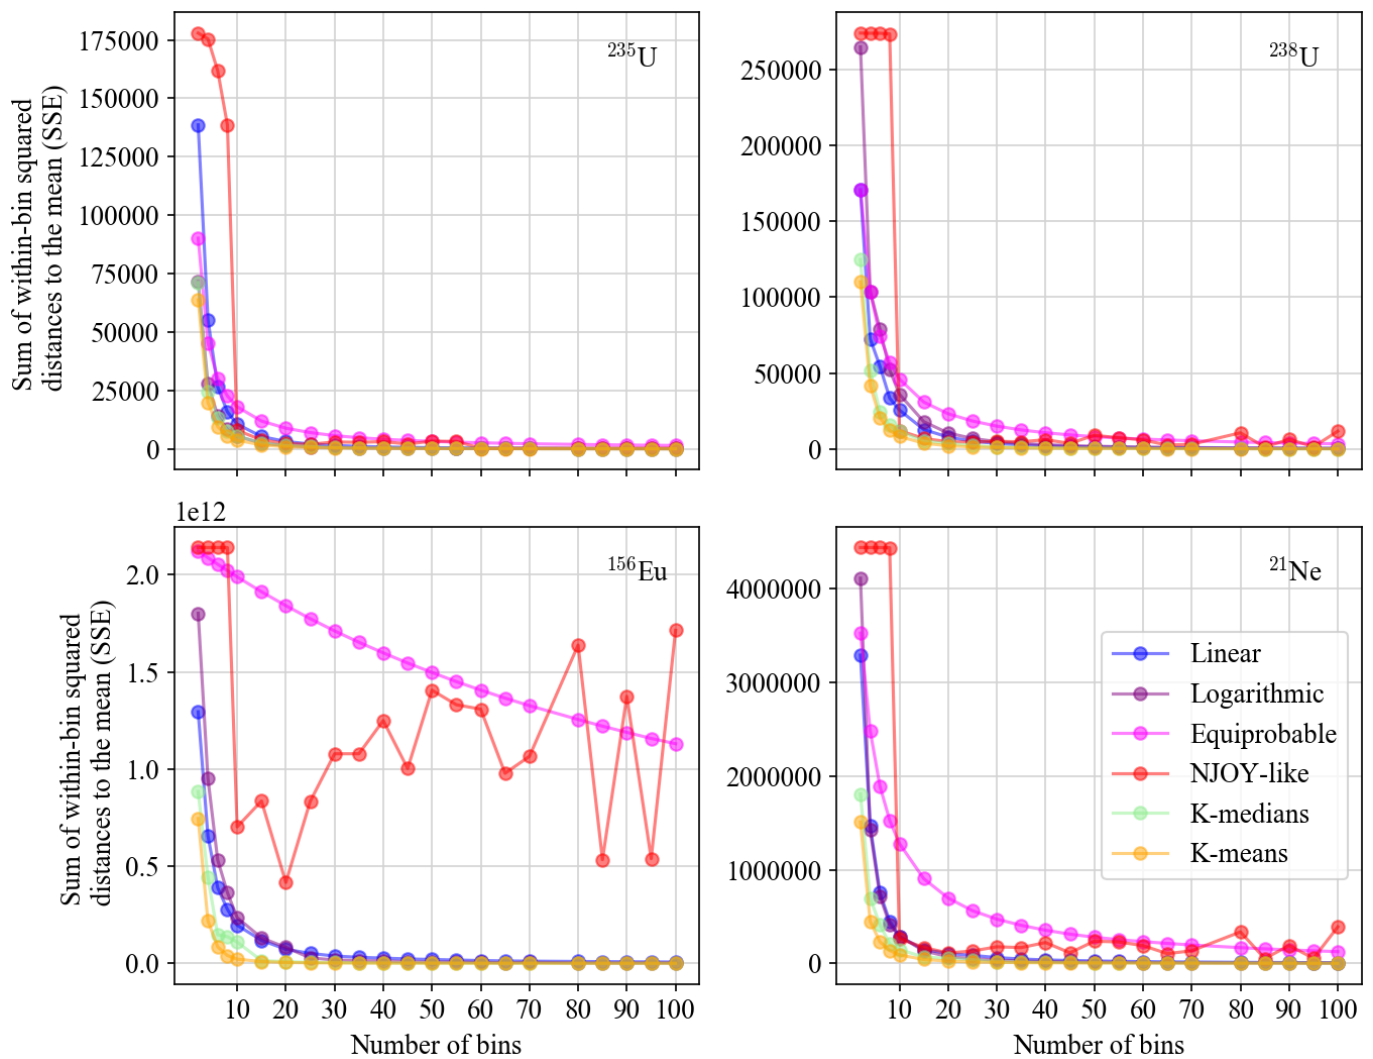 175000
150000
125000
100000
75000
50000
25000
0
Sum of within-bin squared
distances to the mean (SSE)
²³⁵U
250000
200000
150000
100000
50000
0
²³⁸U
10 20 30 40 50 60 70 80 90 100
10 20 30 40 50 60 70 80 90 100
1e12
2.0
1.5
1.0
0.5
0.0
Sum of within-bin squared
distances to the mean (SSE)
¹⁵⁶Eu
10 20 30 40 50 60 70 80 90 100
Number of bins
4000000
3000000
2000000
1000000
0
²¹Ne
Linear
Logarithmic
Equiprobable
NJOY-like
K-medians
K-means
10 20 30 40 50 60 70 80 90 100
Number of bins